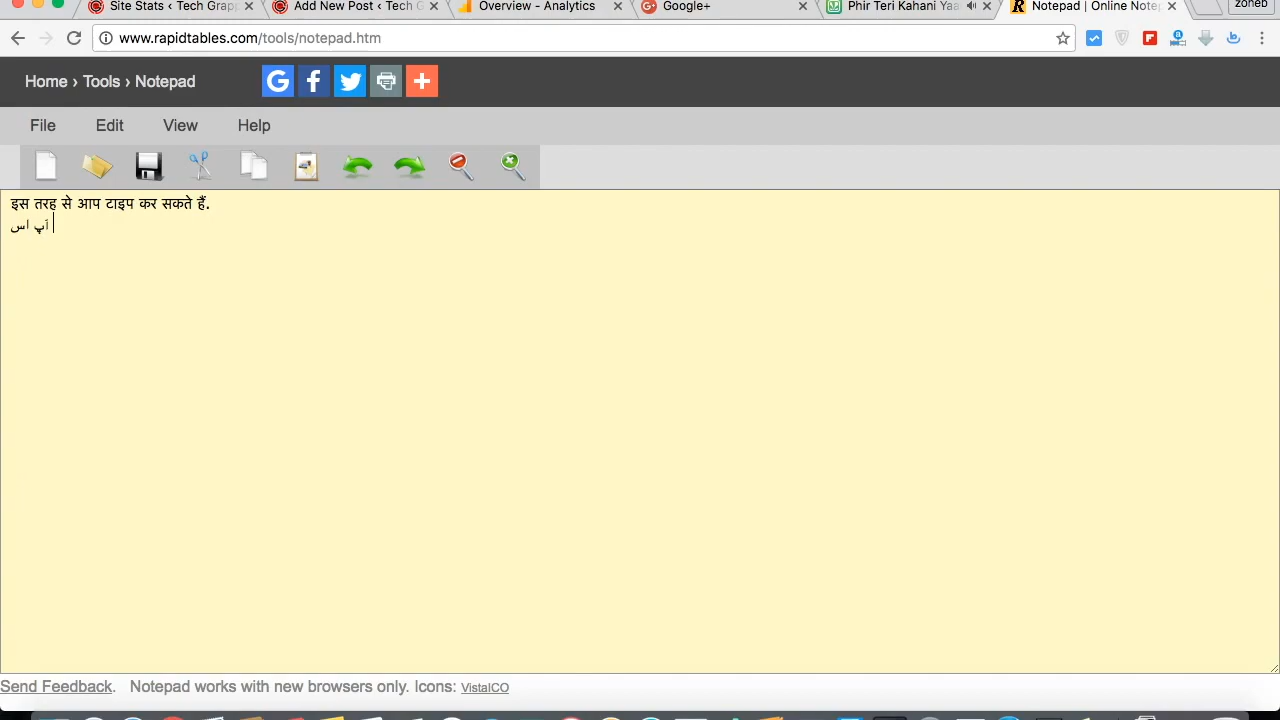 Site Stats ‹ Tech Grap
Add New Post ‹ Tech G
Overview - Analytics
Google+
Phir Teri Kahani Yaa
Notepad | Online Note
zoheb
www.rapidtables.com/tools/notepad.htm
Home › Tools › Notepad
File Edit View Help
इस तरह से आप टाइप कर सकते हैं.
آپ اس
Send Feedback. Notepad works with new browsers only. Icons: VistaICO